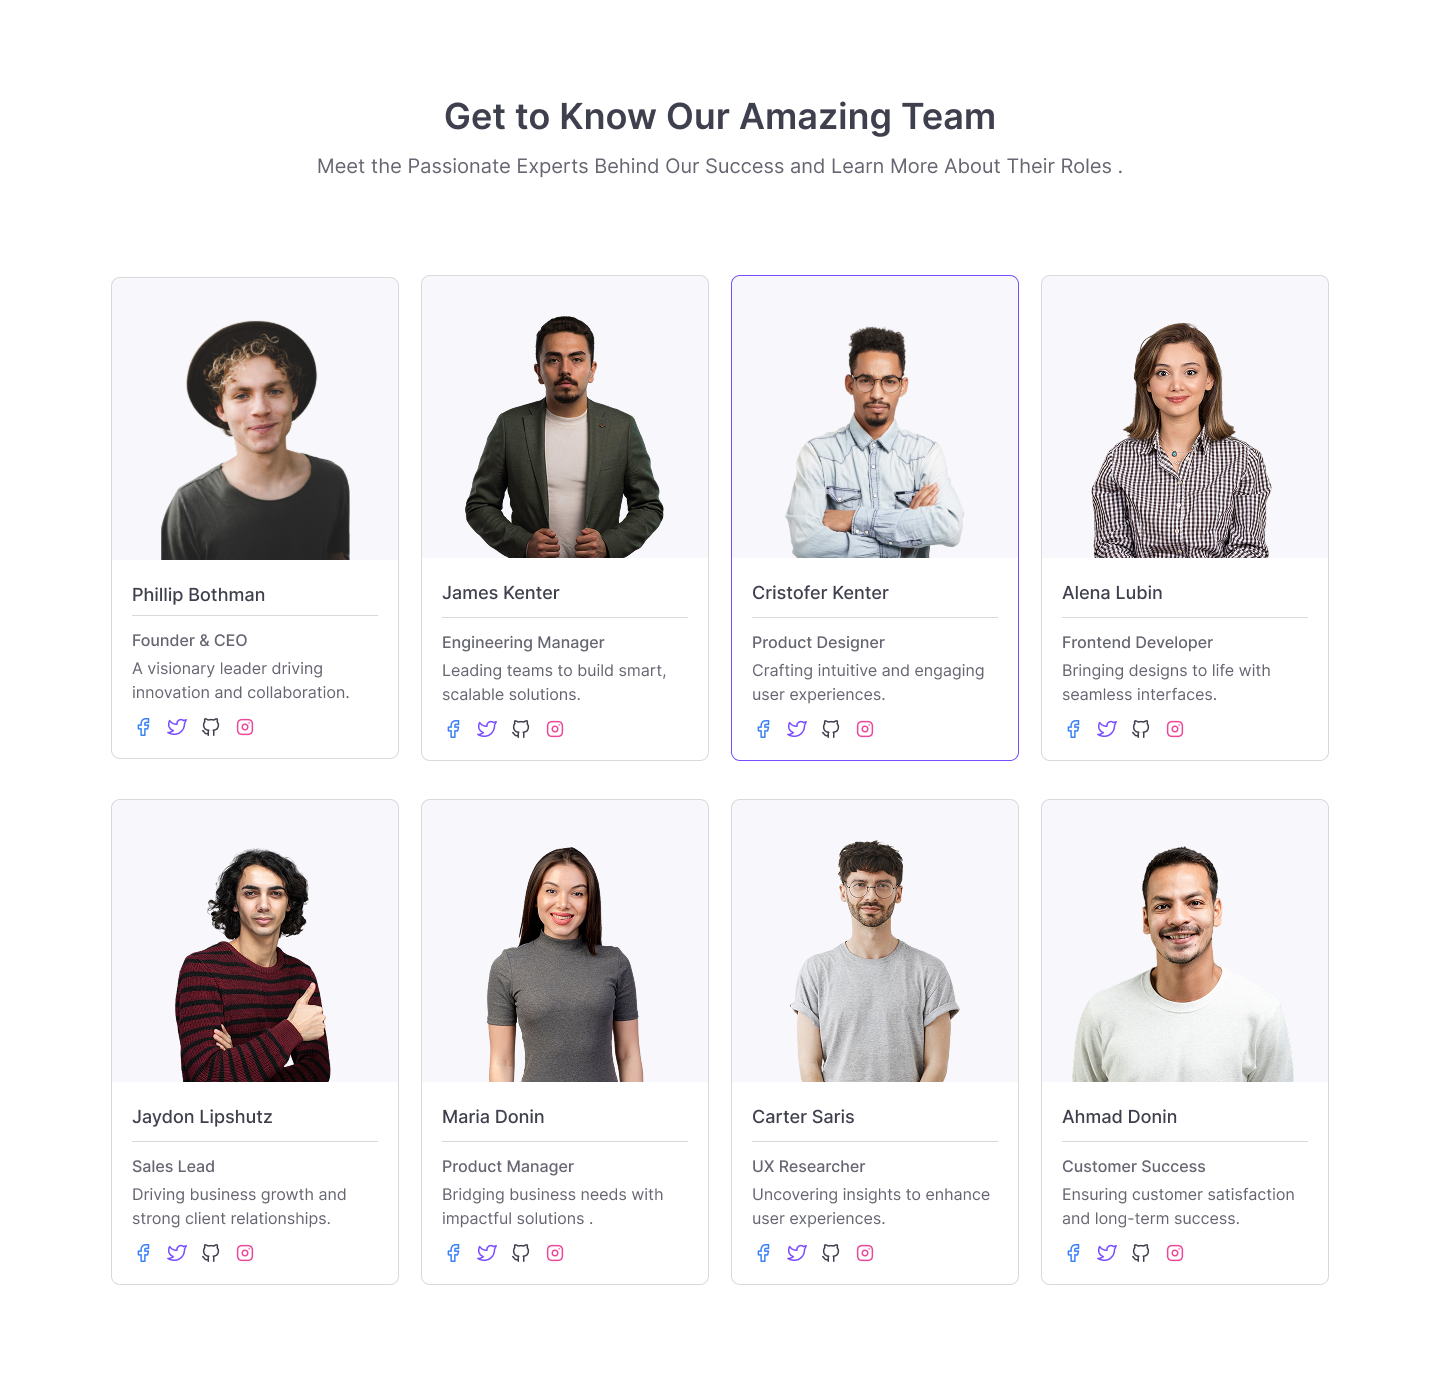 Get to Know Our Amazing Team
Meet the Passionate Experts Behind Our Success and Learn More About Their Roles .
Phillip Bothman
Founder & CEO
A visionary leader driving
innovation and collaboration.
James Kenter
Engineering Manager
Leading teams to build smart,
scalable solutions.
Cristofer Kenter
Product Designer
Crafting intuitive and engaging
user experiences.
Alena Lubin
Frontend Developer
Bringing designs to life with
seamless interfaces.
Jaydon Lipshutz
Sales Lead
Driving business growth and
strong client relationships.
Maria Donin
Product Manager
Bridging business needs with
impactful solutions .
Carter Saris
UX Researcher
Uncovering insights to enhance
user experiences.
Ahmad Donin
Customer Success
Ensuring customer satisfaction
and long-term success.